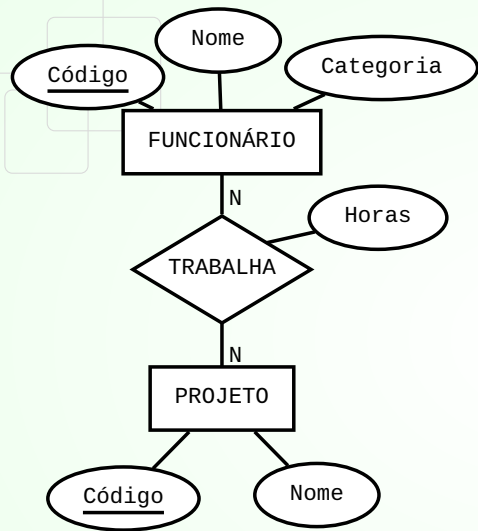 Nome
Código
Categoria
FUNCIONÁRIO
N
Horas
TRABALHA
N
PROJETO
Código
Nome